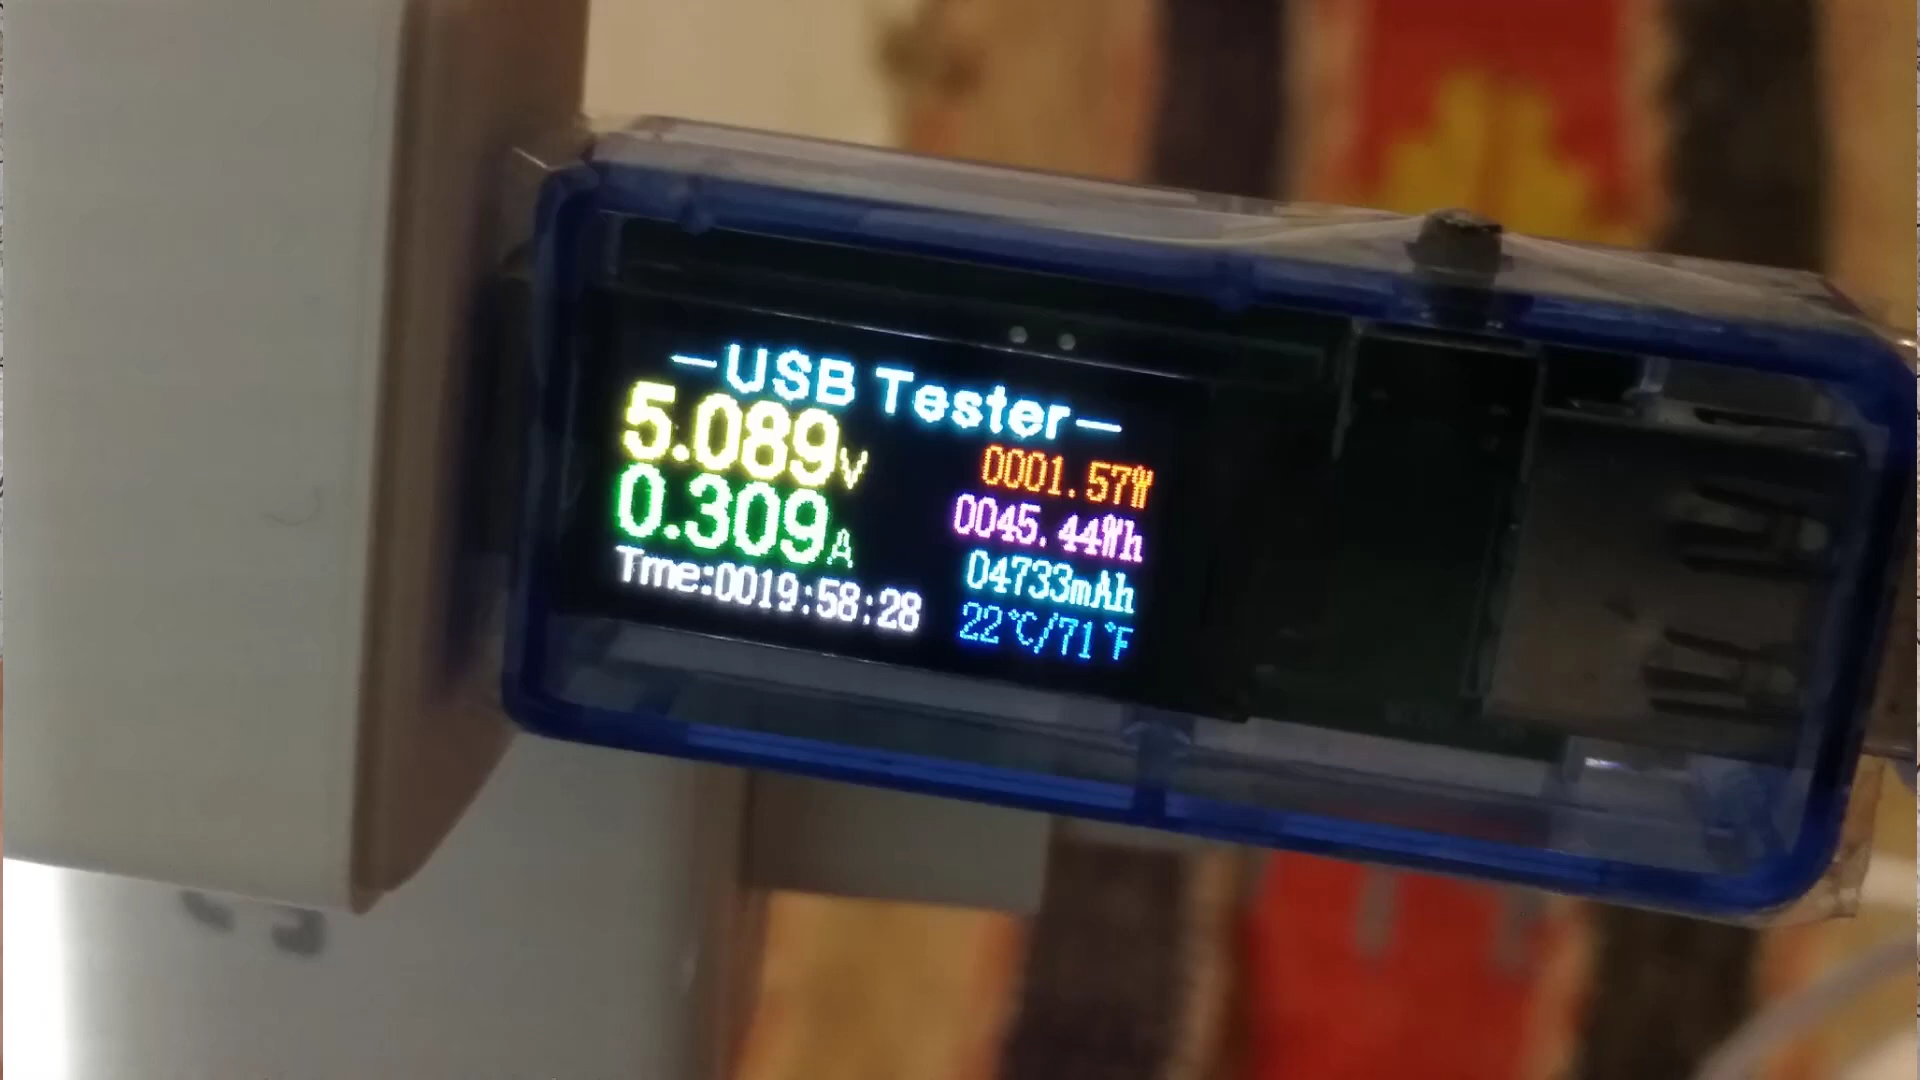 —USB Tester—
5.089V
0.309A
Tme:0019:58:28
0001.57W
0045.44Wh
04733mAh
22℃/71℉